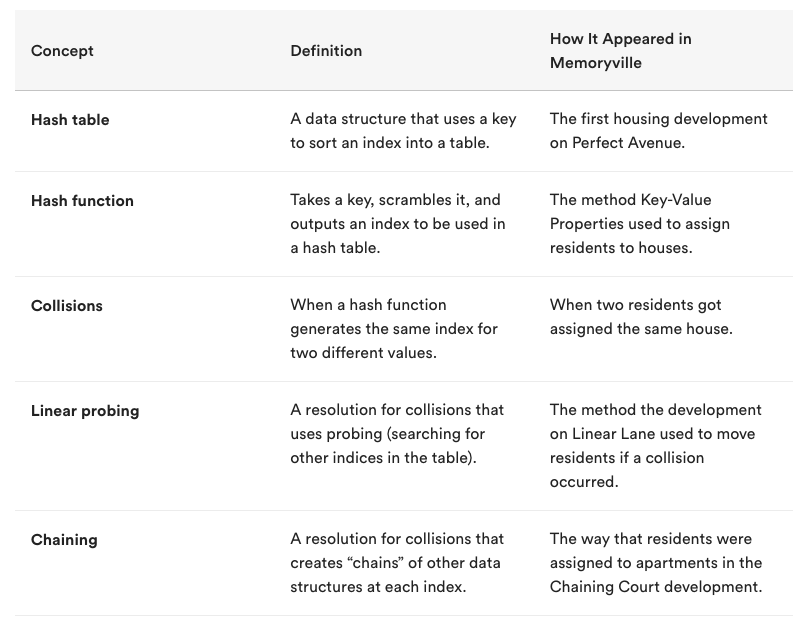 Concept
Definition
How It Appeared in
Memoryville
Hash table
A data structure that uses a key
to sort an index into a table.
The first housing development
on Perfect Avenue.
Hash function
Takes a key, scrambles it, and
outputs an index to be used in
a hash table.
The method Key-Value
Properties used to assign
residents to houses.
Collisions
When a hash function
generates the same index for
two different values.
When two residents got
assigned the same house.
Linear probing
A resolution for collisions that
uses probing (searching for
other indices in the table).
The method the development
on Linear Lane used to move
residents if a collision
occurred.
Chaining
A resolution for collisions that
creates “chains” of other data
structures at each index.
The way that residents were
assigned to apartments in the
Chaining Court development.